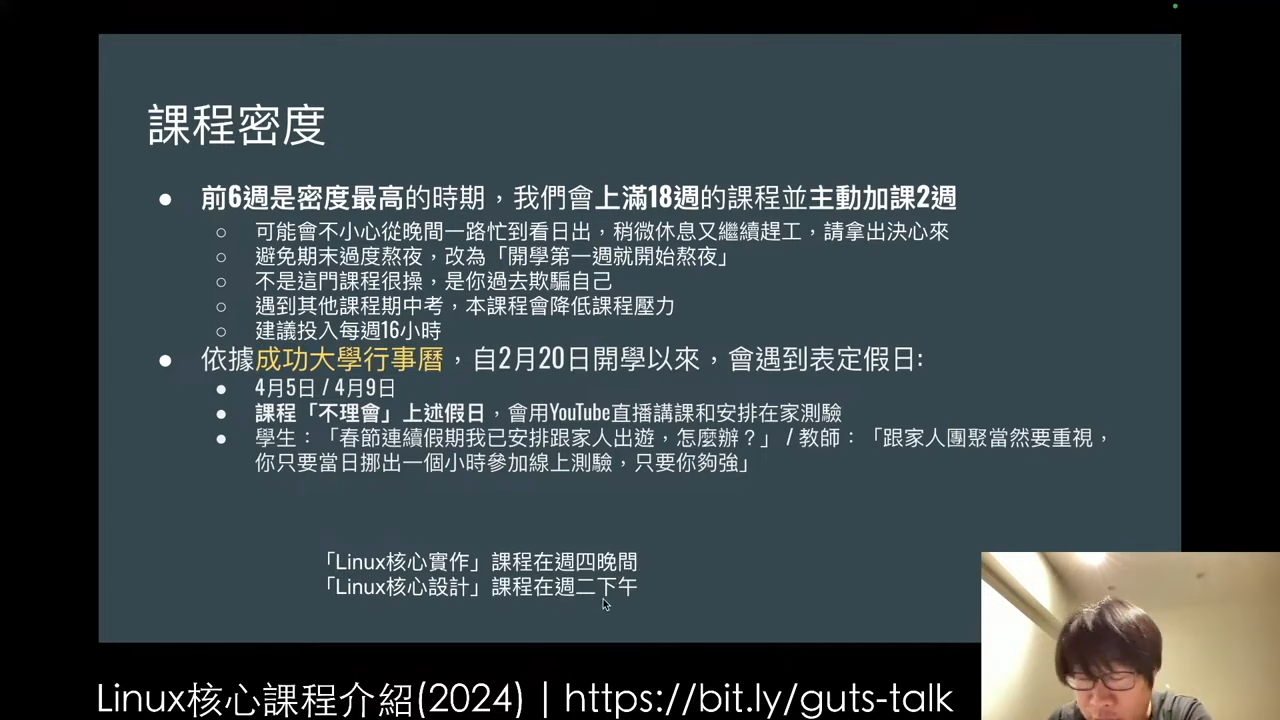 課程密度
● 前6週是密度最高的時期，我們會上滿18週的課程並主動加課2週
○ 可能會不小心從晚間一路忙到看日出，稍微休息又繼續趕工，請拿出決心來
○ 避免期末過度熬夜，改為「開學第一週就開始熬夜」
○ 不是這門課程很操，是你過去欺騙自己
○ 遇到其他課程期中考，本課程會降低課程壓力
○ 建議投入每週16小時
● 依據成功大學行事曆，自2月20日開學以來，會遇到表定假日:
● 4月5日 / 4月9日
● 課程「不理會」上述假日，會用YouTube直播講課和安排在家測驗
● 學生：「春節連續假期我已安排跟家人出遊，怎麼辦？」 / 教師：「跟家人團聚當然要重視，
你只要當日挪出一個小時參加線上測驗，只要你夠強」
「Linux核心實作」課程在週四晚間
「Linux核心設計」課程在週二下午
Linux核心課程介紹(2024) | https://bit.ly/guts-talk